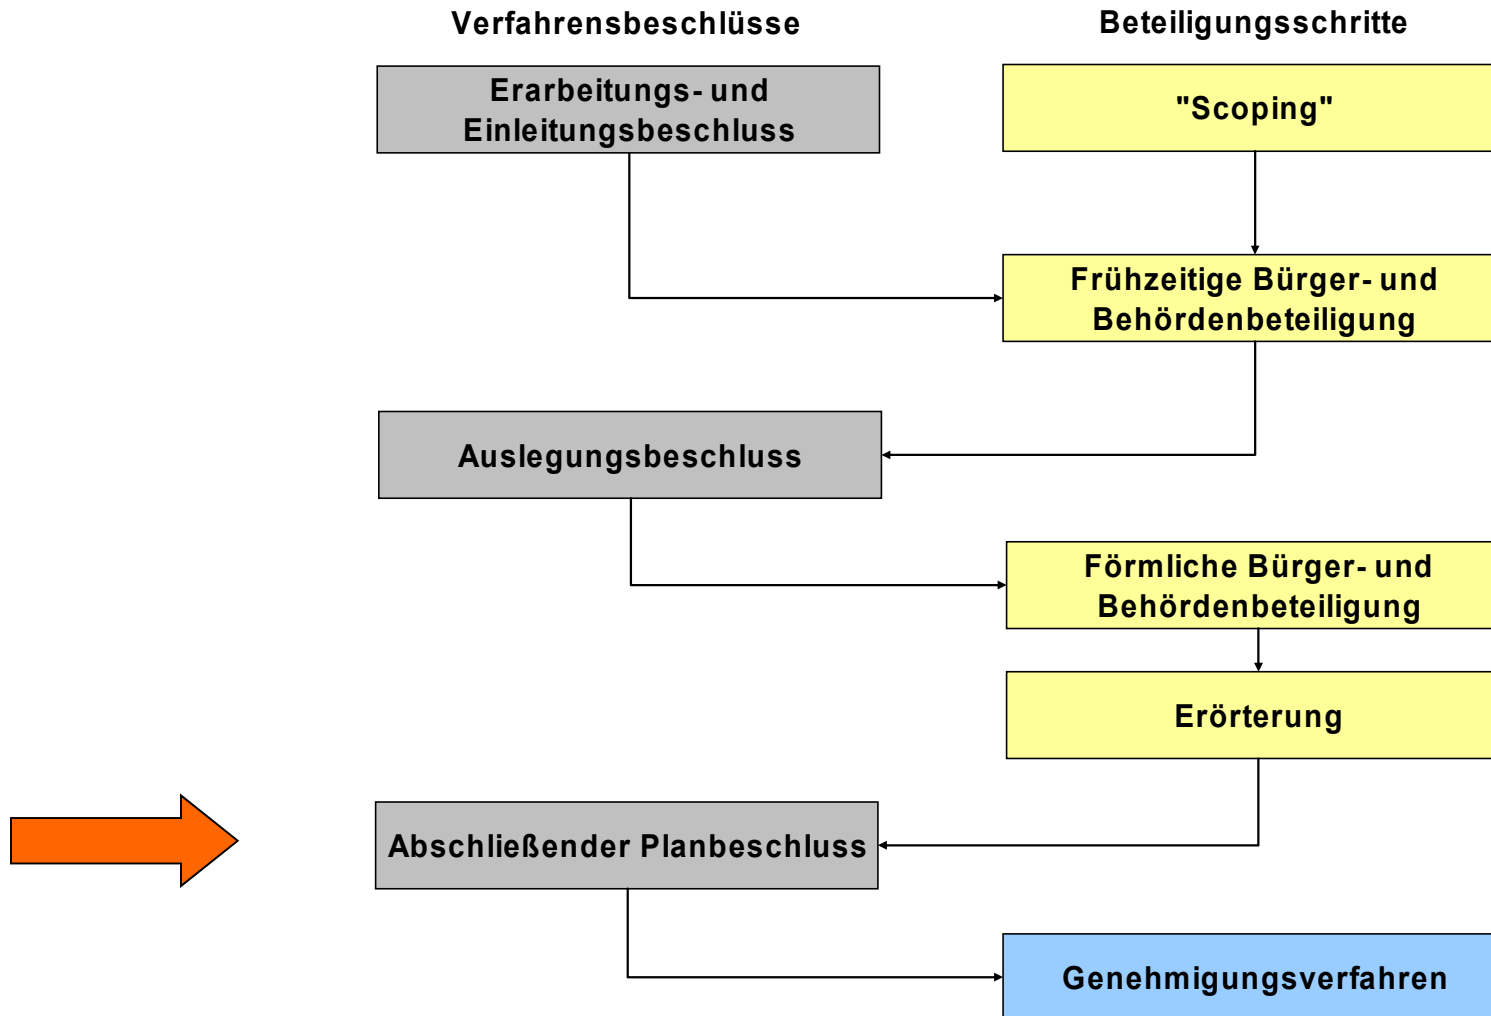 Verfahrensbeschlüsse
Beteiligungsschritte
Erarbeitungs- und
Einleitungsbeschluss
"Scoping"
Frühzeitige Bürger- und
Behördenbeteiligung
Auslegungsbeschluss
Förmliche Bürger- und
Behördenbeteiligung
Erörterung
Abschließender Planbeschluss
Genehmigungsverfahren